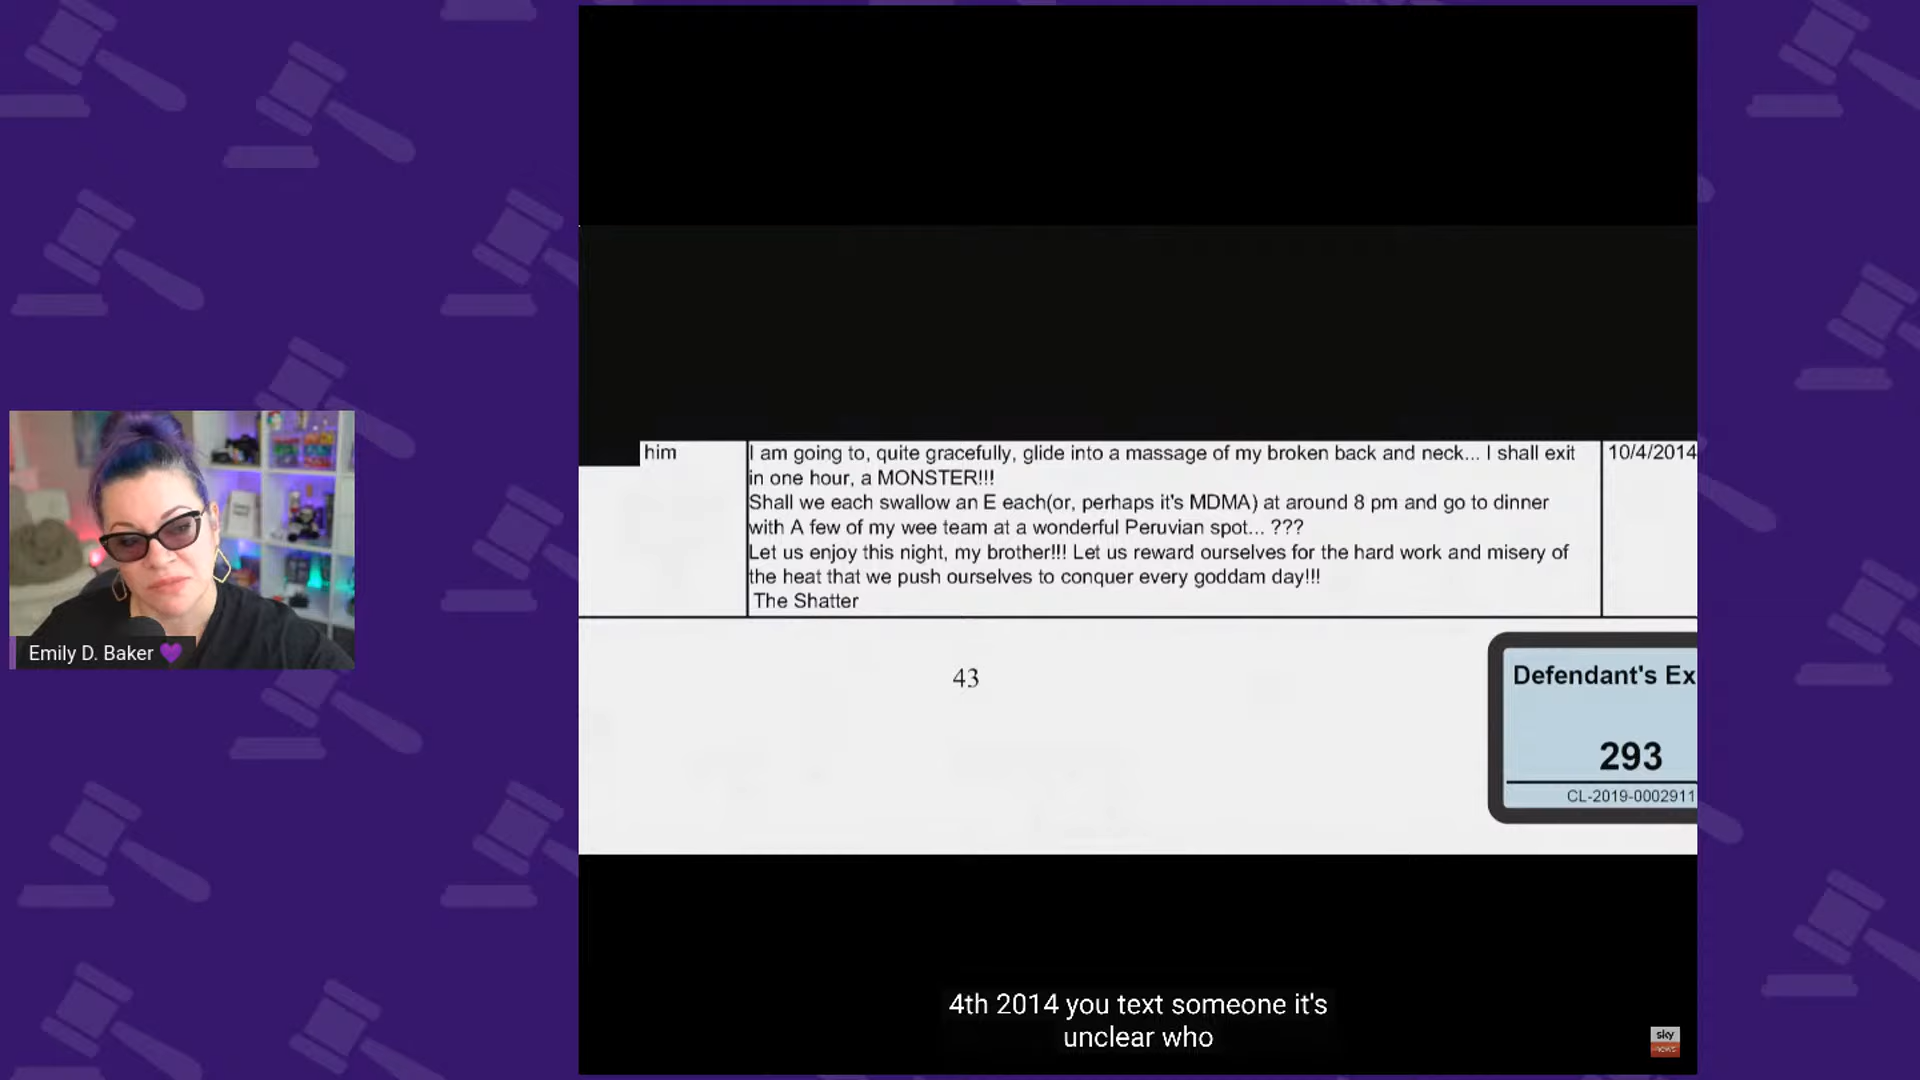 him
I am going to, quite gracefully, glide into a massage of my broken back and neck... I shall exit
in one hour, a MONSTER!!!
Shall we each swallow an E each(or, perhaps it's MDMA) at around 8 pm and go to dinner
with A few of my wee team at a wonderful Peruvian spot... ???
Let us enjoy this night, my brother!!! Let us reward ourselves for the hard work and misery of
the heat that we push ourselves to conquer every goddam day!!!
The Shatter
10/4/2014
43
Defendant's Ex
293
CL-2019-0002911
Emily D. Baker 💜
4th 2014 you text someone it's
unclear who
sky
news